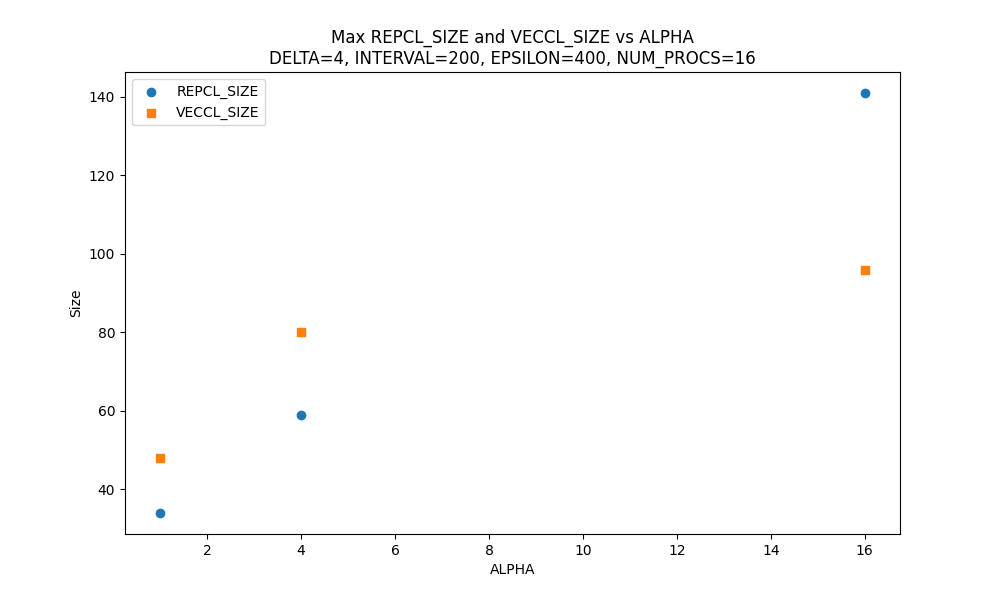 Max REPCL_SIZE and VECCL_SIZE vs ALPHA
DELTA=4, INTERVAL=200, EPSILON=400, NUM_PROCS=16
REPCL_SIZE
VECCL_SIZE
140
120
100
80
60
40
Size
2
4
6
8
10
12
14
16
ALPHA